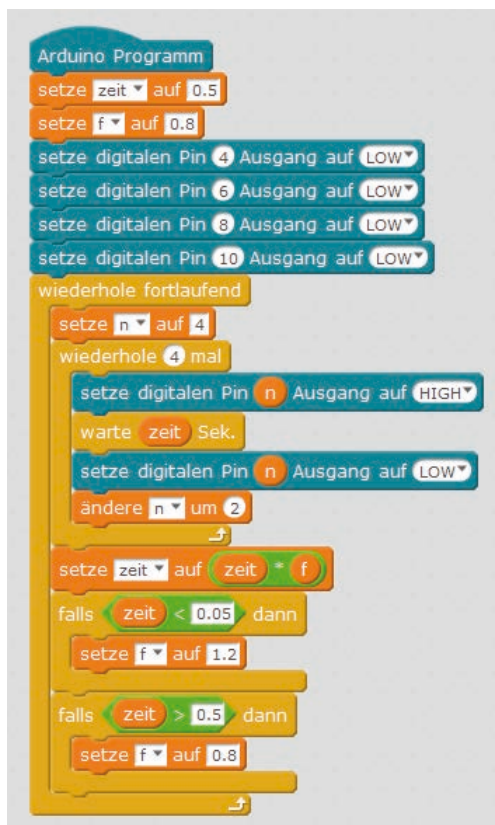 Arduino Programm
setze zeit auf 0.5
setze f auf 0.8
setze digitalen Pin 4 Ausgang auf LOW
setze digitalen Pin 6 Ausgang auf LOW
setze digitalen Pin 8 Ausgang auf LOW
setze digitalen Pin 10 Ausgang auf LOW
wiederhole fortlaufend
setze n auf 4
wiederhole 4 mal
setze digitalen Pin n Ausgang auf HIGH
warte zeit Sek.
setze digitalen Pin n Ausgang auf LOW
ändere n um 2
setze zeit auf zeit * f
falls zeit < 0.05 dann
setze f auf 1.2
falls zeit > 0.5 dann
setze f auf 0.8